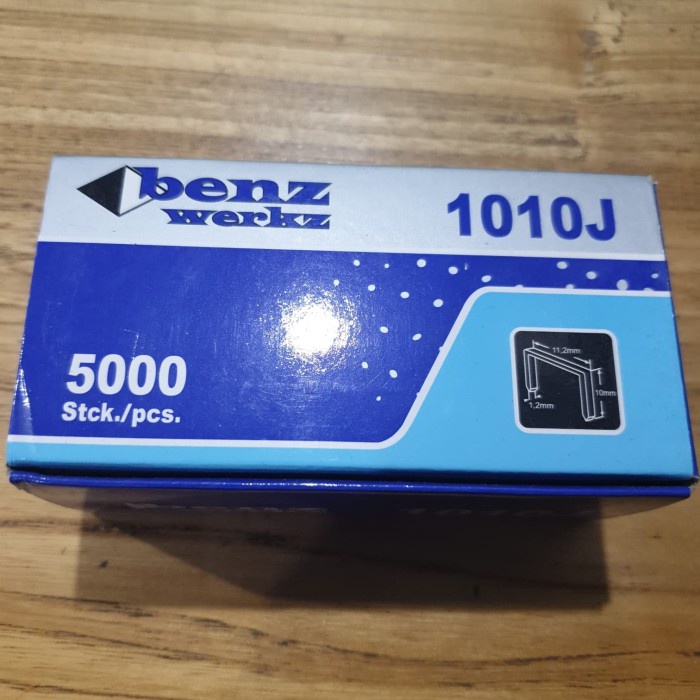 benz
werkz
1010J
5000
Stck./pcs.
11,2mm
10mm
1,2mm